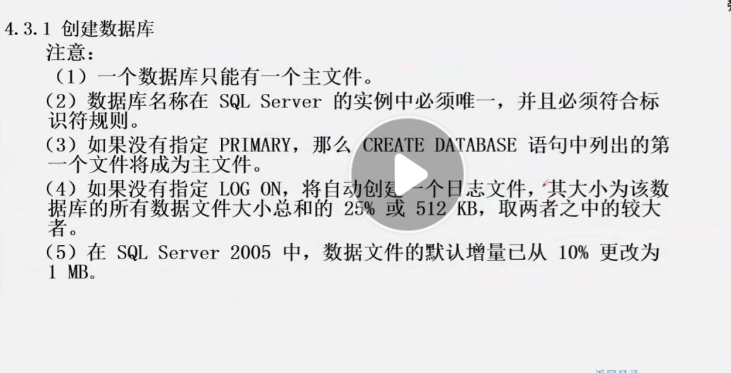 4.3.1 创建数据库
注意：
（1）一个数据库只能有一个主文件。
（2）数据库名称在 SQL Server 的实例中必须唯一，并且必须符合标
识符规则。
（3）如果没有指定 PRIMARY，那么 CREATE DATABASE 语句中列出的第
一个文件将成为主文件。
（4）如果没有指定 LOG ON，将自动创建一个日志文件，其大小为该数
据库的所有数据文件大小总和的 25% 或 512 KB，取两者之中的较大
者。
（5）在 SQL Server 2005 中，数据文件的默认增量已从 10% 更改为
1 MB。